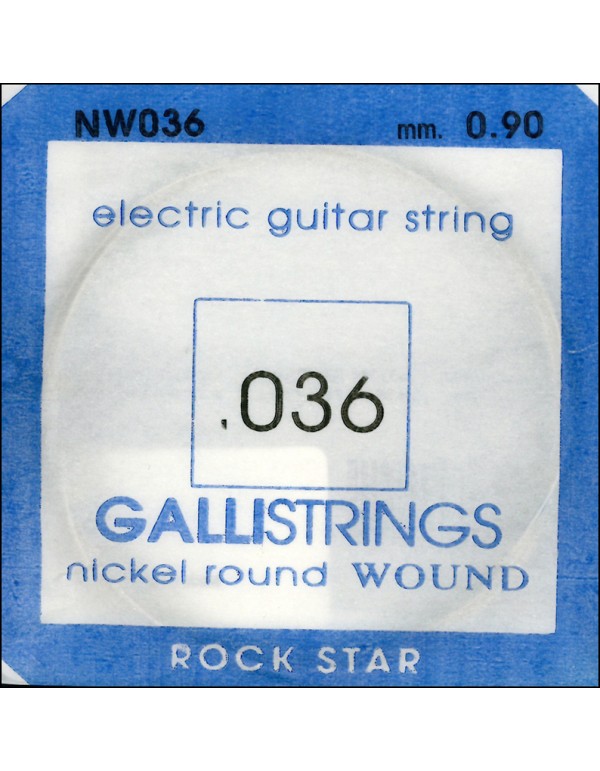 NW036 mm. 0.90
electric guitar string
.036
GALLISTRINGS
nickel round WOUND
ROCK STAR